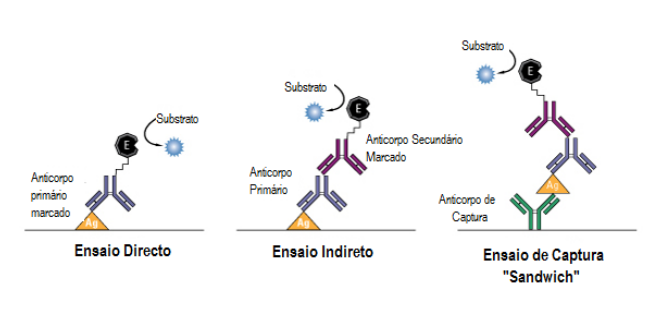 Substrato
E
Anticorpo
primário
marcado
Ag
Ensaio Directo
Substrato
E
Anticorpo Secundário
Marcado
Anticorpo
Primário
Ag
Ensaio Indireto
Substrato
E
Ag
Anticorpo de
Captura
Ensaio de Captura
"Sandwich"